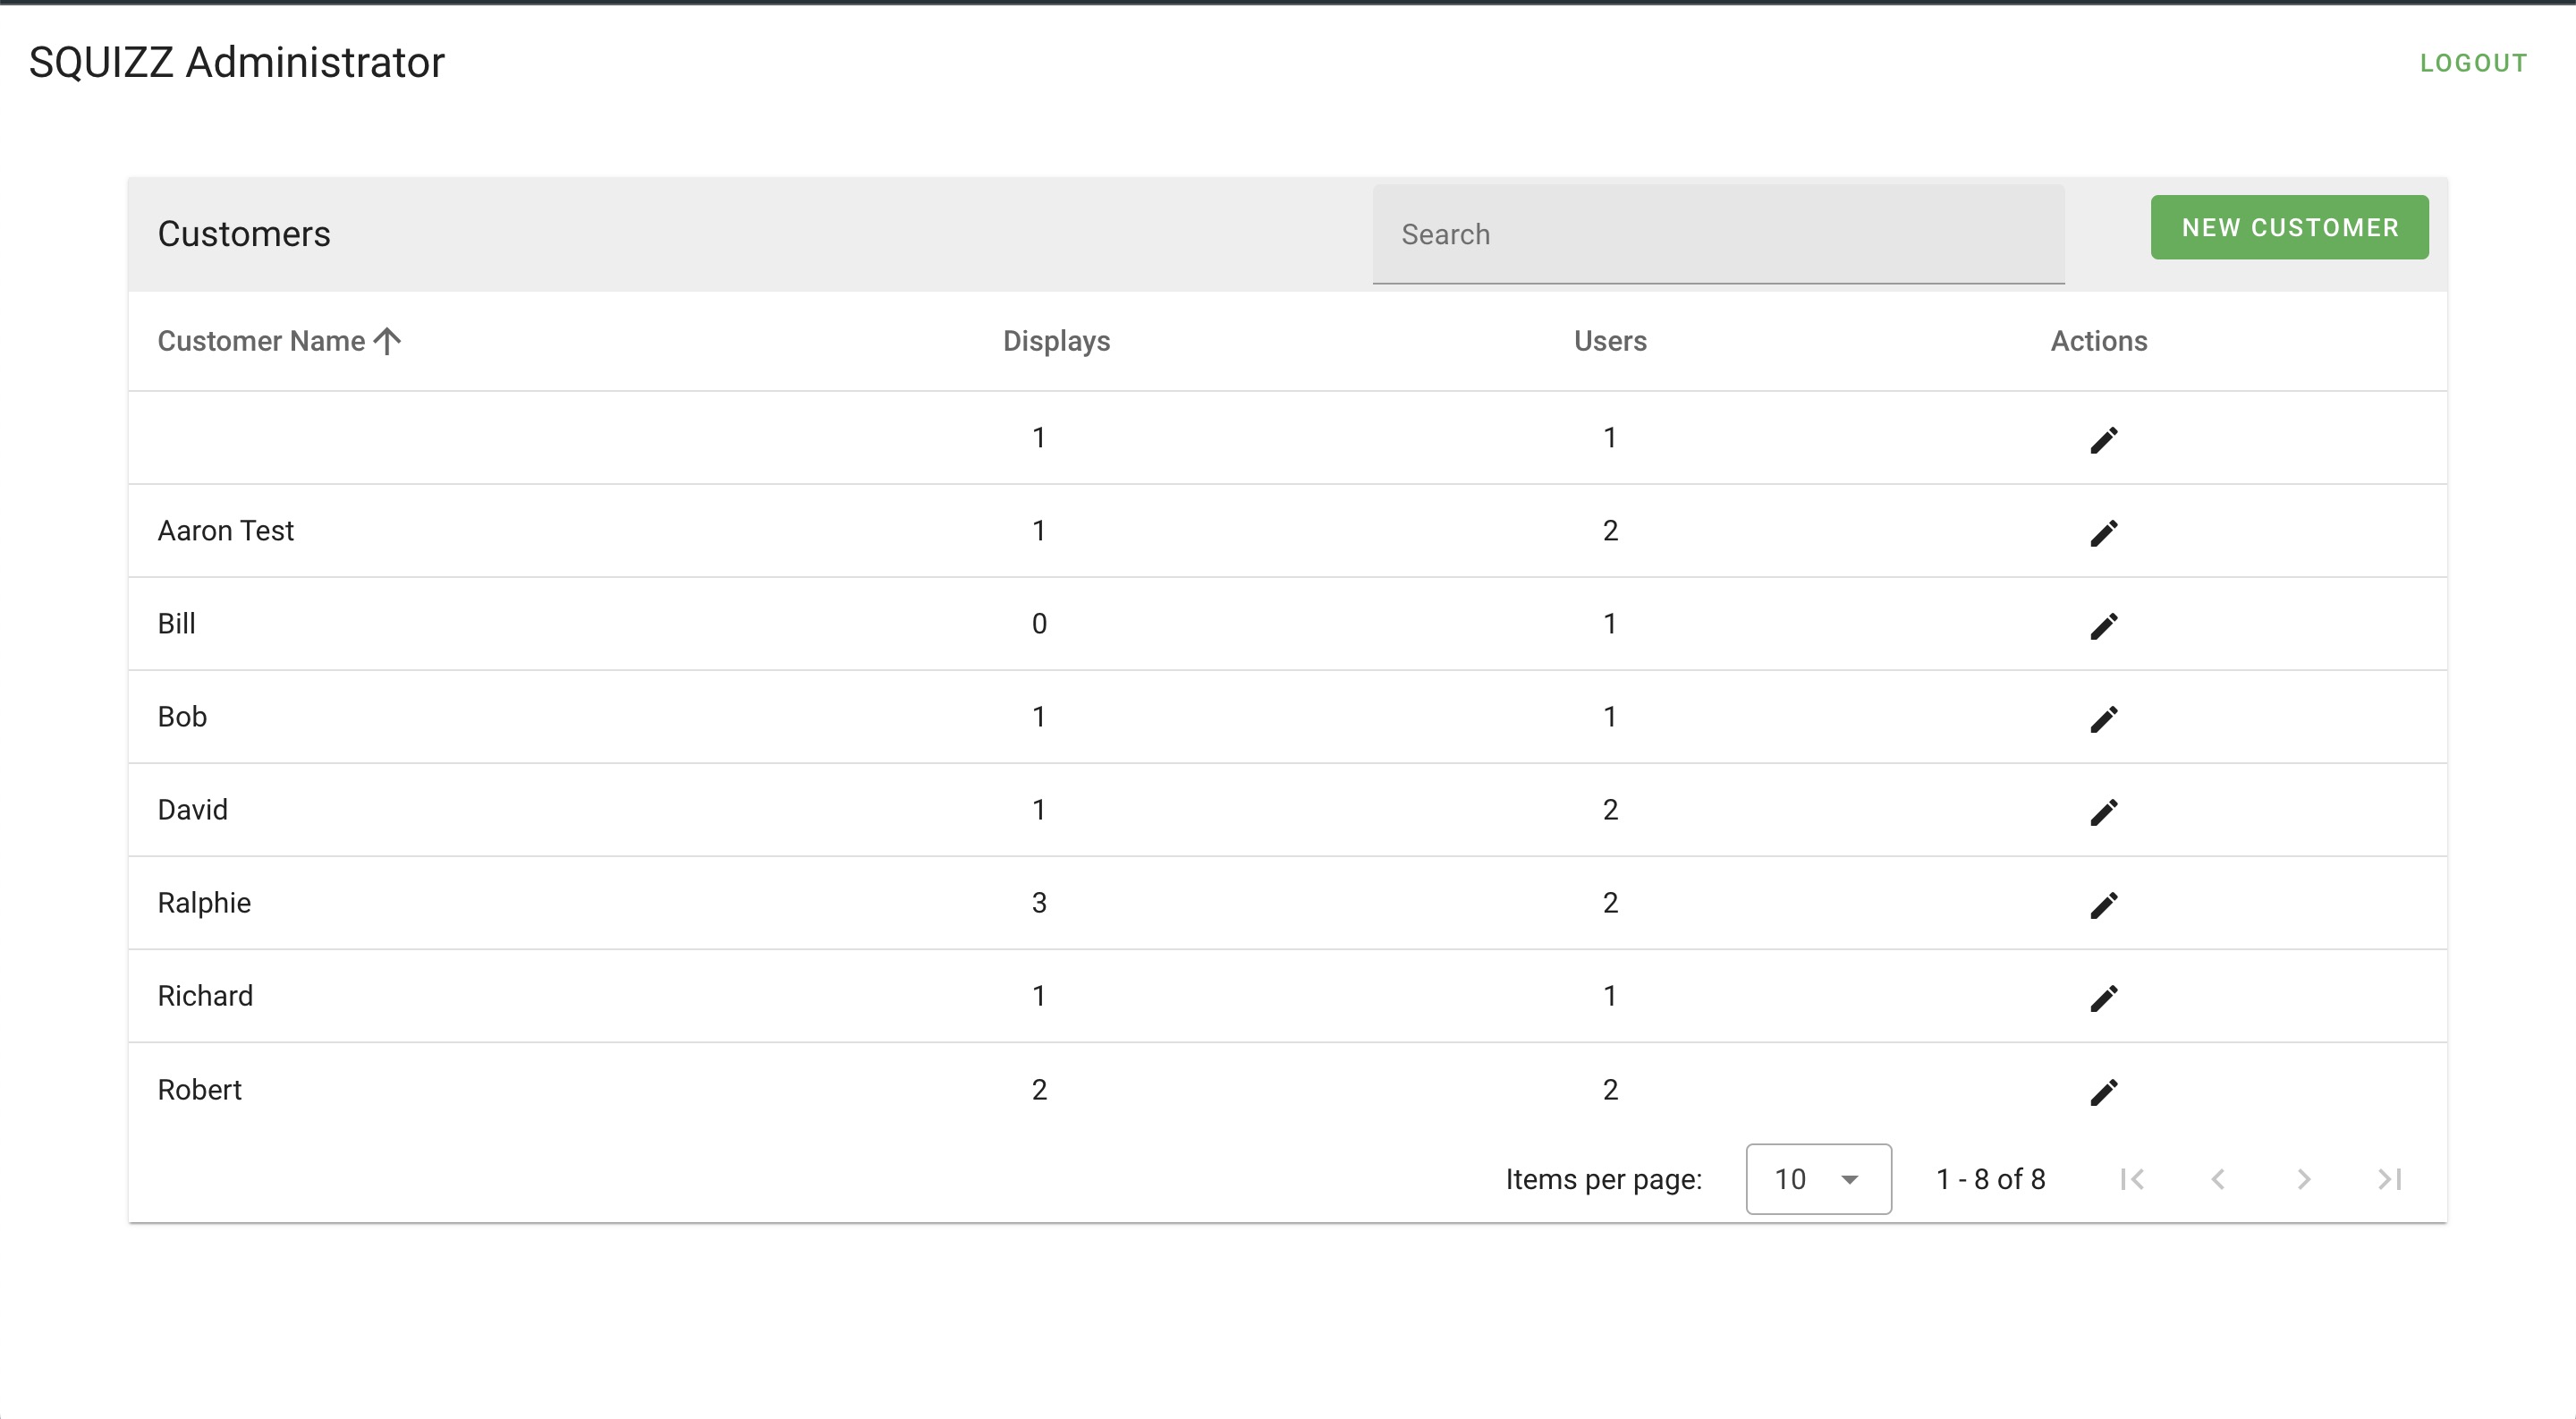 SQUIZZ Administrator LOGOUT
Customers Search NEW CUSTOMER
Customer Name Displays Users Actions
1 1
Aaron Test 1 2
Bill 0 1
Bob 1 1
David 1 2
Ralphie 3 2
Richard 1 1
Robert 2 2
Items per page: 10 1 - 8 of 8